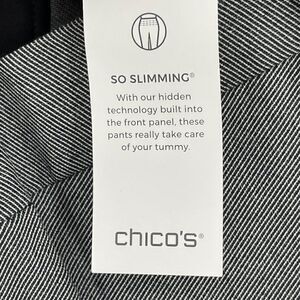 SO SLIMMING®
With our hidden
technology built into
the front panel, these
pants really take care
of your tummy.
chico's®